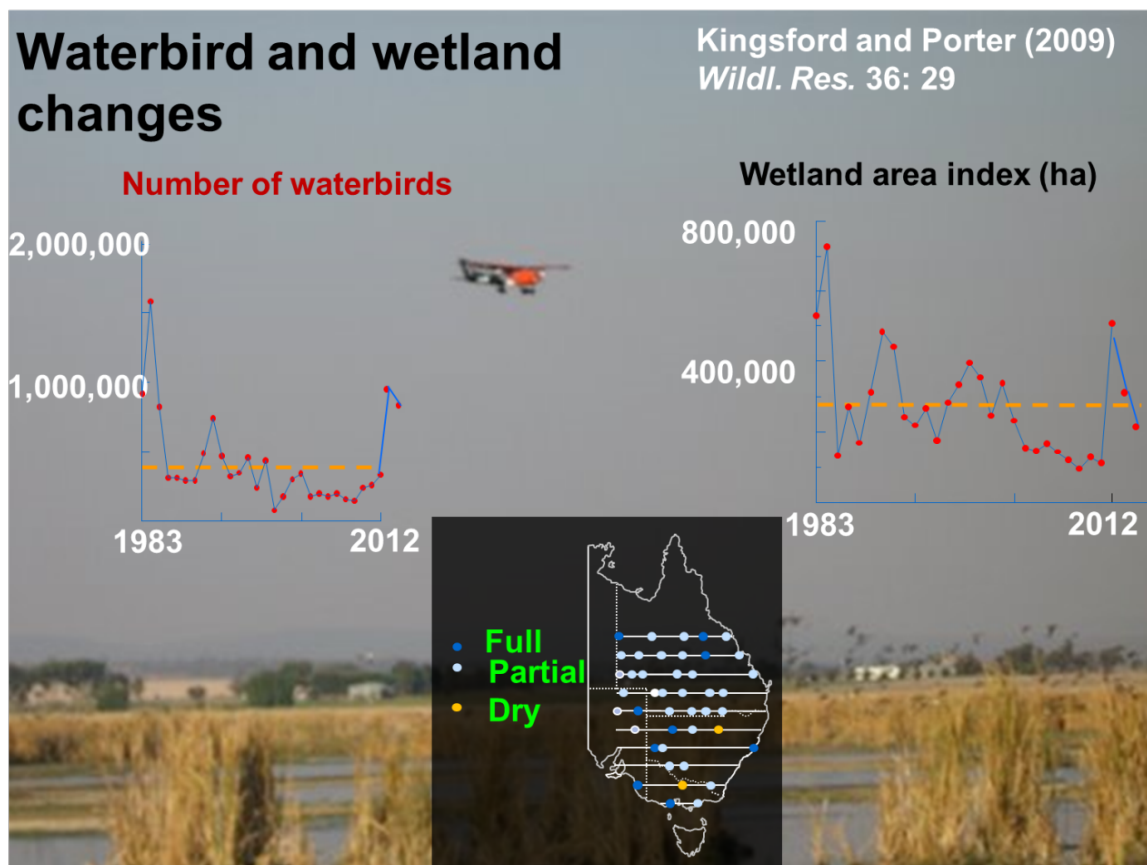 Waterbird and wetland
changes
Kingsford and Porter (2009)
Wildl. Res. 36: 29
Number of waterbirds
2,000,000
1,000,000
1983
2012
Wetland area index (ha)
800,000
400,000
1983
2012
Full
Partial
Dry